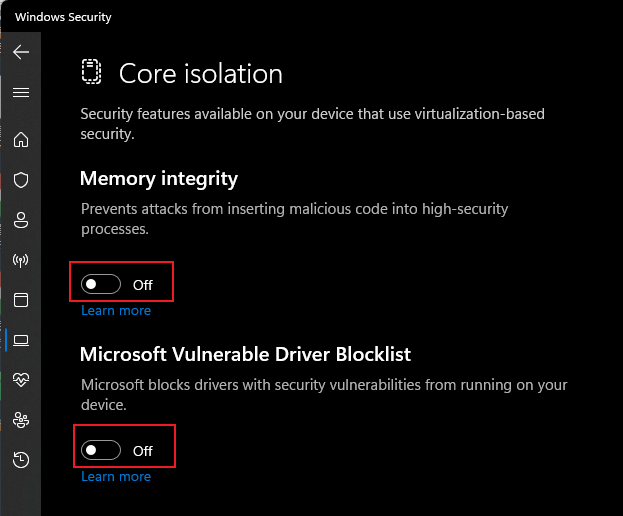 Windows Security
Core isolation
Security features available on your device that use virtualization-based
security.
Memory integrity
Prevents attacks from inserting malicious code into high-security
processes.
Off
Learn more
Microsoft Vulnerable Driver Blocklist
Microsoft blocks drivers with security vulnerabilities from running on your
device.
Off
Learn more